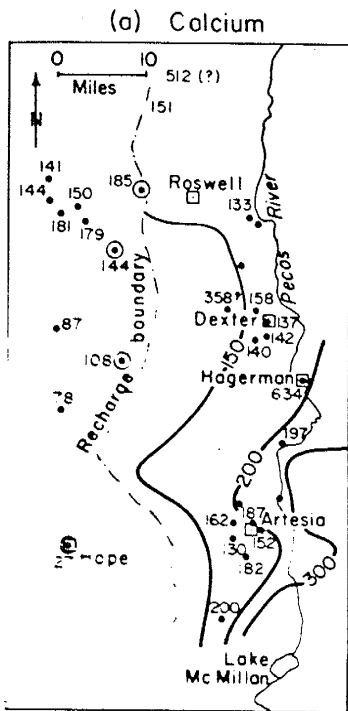 (a) Calcium
0 10
Miles
512 (?)
151
141
144
181
150
179
185
Roswell
133
River
144
Pecos
358
158
Dexter
137
142
140
150
87
108
boundary
Recharge
Hagerman
634
78
197
200
187
162
Artesia
152
130
182
300
200
Lake
McMillan